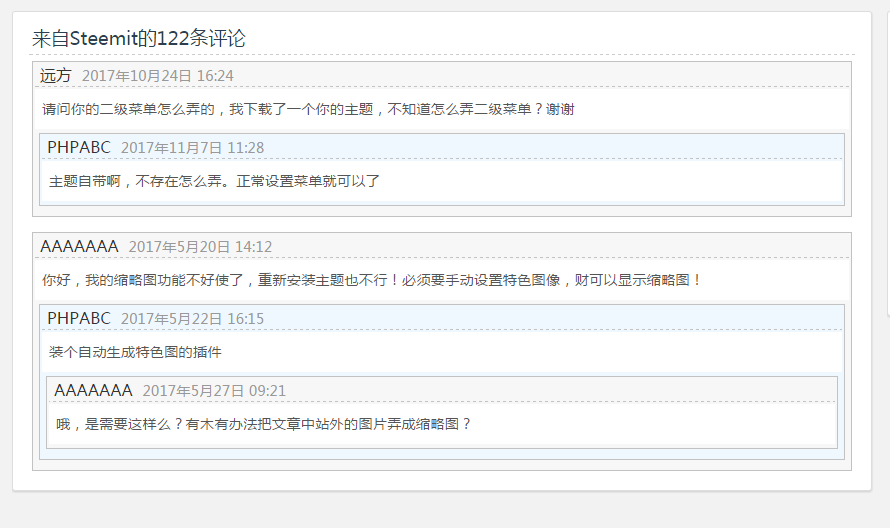 来自Steemit的122条评论
远方 2017年10月24日 16:24
请问你的二级菜单怎么弄的，我下载了一个你的主题，不知道怎么弄二级菜单？谢谢
PHPABC 2017年11月7日 11:28
主题自带啊，不存在怎么弄。正常设置菜单就可以了
AAAAAAA 2017年5月20日 14:12
你好，我的缩略图功能不好使了，重新安装主题也不行！必须要手动设置特色图像，财可以显示缩略图！
PHPABC 2017年5月22日 16:15
装个自动生成特色图的插件
AAAAAAA 2017年5月27日 09:21
哦，是需要这样么？有木有办法把文章中站外的图片弄成缩略图？